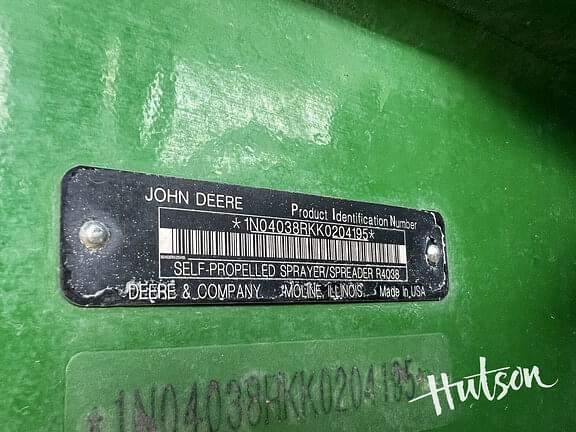 JOHN DEERE
Product Identification Number
*1N04038RKK0204195*
SELF-PROPELLED SPRAYER/SPREADER R4038
DEERE & COMPANY MOLINE, ILLINOIS Made In USA
*1N04038RKK0204195*
Hutson